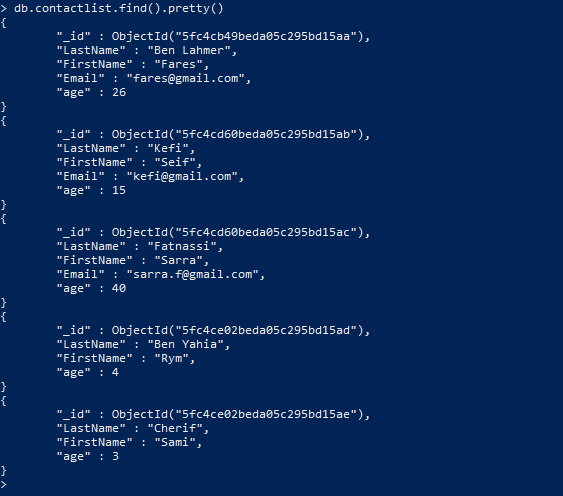 > db.contactlist.find().pretty()
{
        "_id" : ObjectId("5fc4cb49beda05c295bd15aa"),
        "LastName" : "Ben Lahmer",
        "FirstName" : "Fares",
        "Email" : "fares@gmail.com",
        "age" : 26
}
{
        "_id" : ObjectId("5fc4cd60beda05c295bd15ab"),
        "LastName" : "Kefi",
        "FirstName" : "Seif",
        "Email" : "kefi@gmail.com",
        "age" : 15
}
{
        "_id" : ObjectId("5fc4cd60beda05c295bd15ac"),
        "LastName" : "Fatnassi",
        "FirstName" : "Sarra",
        "Email" : "sarra.f@gmail.com",
        "age" : 40
}
{
        "_id" : ObjectId("5fc4ce02beda05c295bd15ad"),
        "LastName" : "Ben Yahia",
        "FirstName" : "Rym",
        "age" : 4
}
{
        "_id" : ObjectId("5fc4ce02beda05c295bd15ae"),
        "LastName" : "Cherif",
        "FirstName" : "Sami",
        "age" : 3
}
>